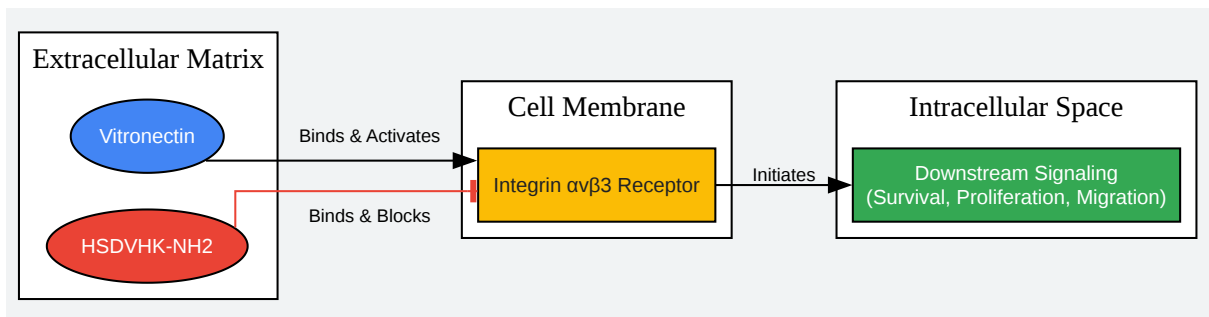 Extracellular Matrix
Vitronectin
HSDVHK-NH2
Binds & Activates
Binds & Blocks
Cell Membrane
Integrin αvβ3 Receptor
Initiates
Intracellular Space
Downstream Signaling
(Survival, Proliferation, Migration)